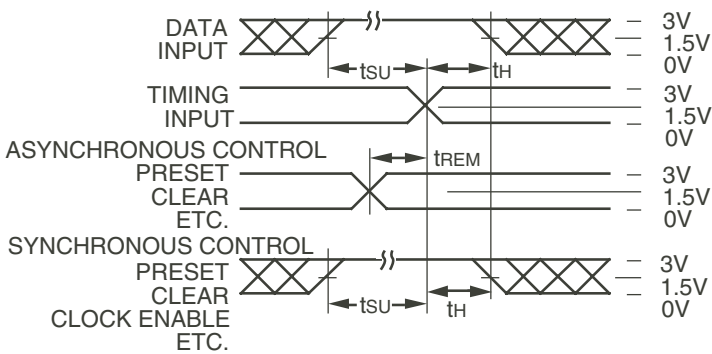 DATA
INPUT
3V
1.5V
0V
tSU
tH
TIMING
INPUT
3V
1.5V
0V
ASYNCHRONOUS CONTROL
PRESET
CLEAR
ETC.
tREM
3V
1.5V
0V
SYNCHRONOUS CONTROL
PRESET
CLEAR
CLOCK ENABLE
ETC.
tSU
tH
3V
1.5V
0V